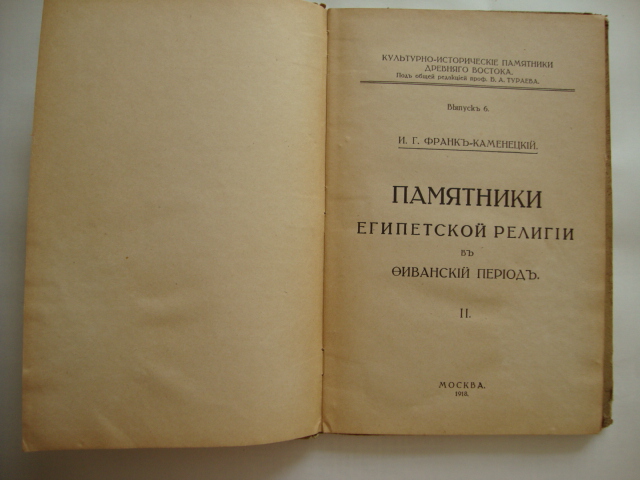 КУЛЬТУРНО-ИСТОРИЧЕСКІЕ ПАМЯТНИКИ
ДРЕВНЯГО ВОСТОКА.
Подъ общей редакціей проф. Б. А. ТУРАЕВА.
Выпускъ 6.
И. Г. ФРАНКЪ-КАМЕНЕЦКІЙ.
ПАМЯТНИКИ
ЕГИПЕТСКОЙ РЕЛИГІИ
ВЪ
ѲИВАНСКІЙ ПЕРІОДЪ.
II.
МОСКВА.
1918.